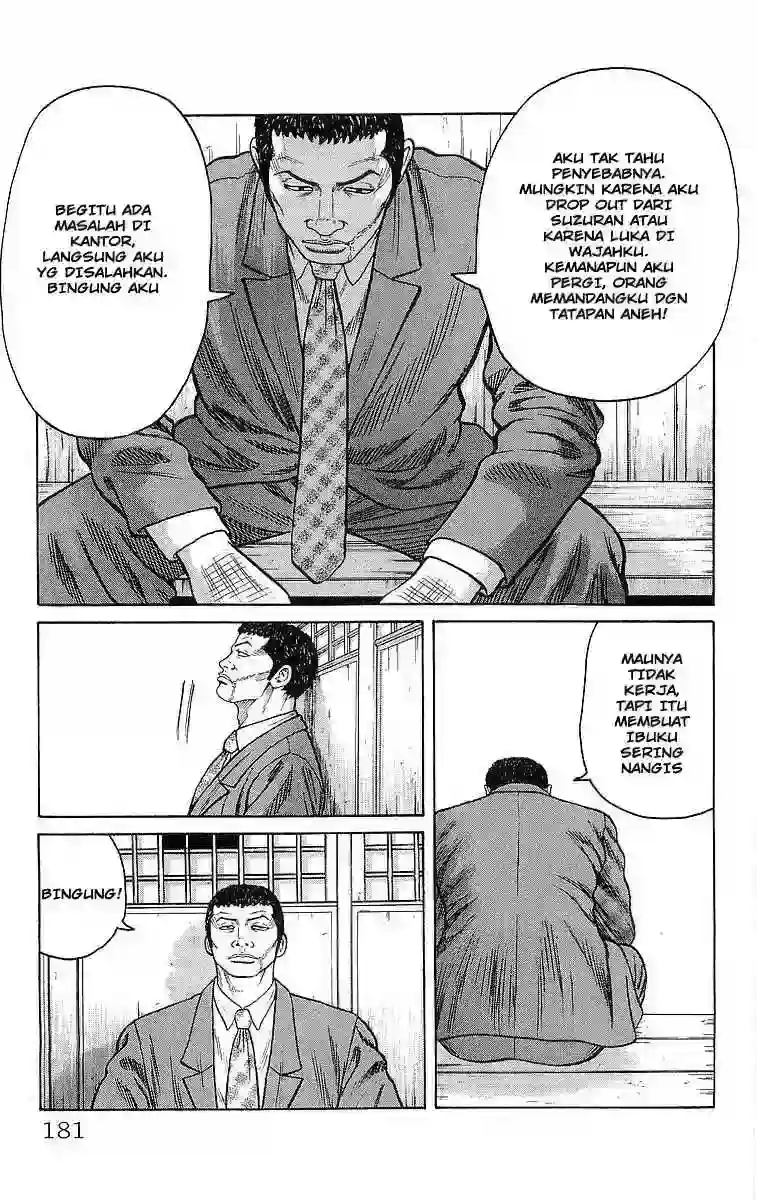 AKU TAK TAHU
PENYEBABNYA.
MUNGKIN KARENA AKU
DROP OUT DARI
SUZURAN ATAU
KARENA LUKA DI
WAJAHKU.
KEMANAPUN AKU
PERGI, ORANG
MEMANDANGKU DGN
TATAPAN ANEH!
BEGITU ADA
MASALAH DI
KANTOR,
LANGSUNG AKU
YG DISALAHKAN.
BINGUNG AKU
MAUNYA
TIDAK
KERJA,
TAPI ITU
MEMBUAT
IBUKU
SERING
NANGIS
BINGUNG!
181